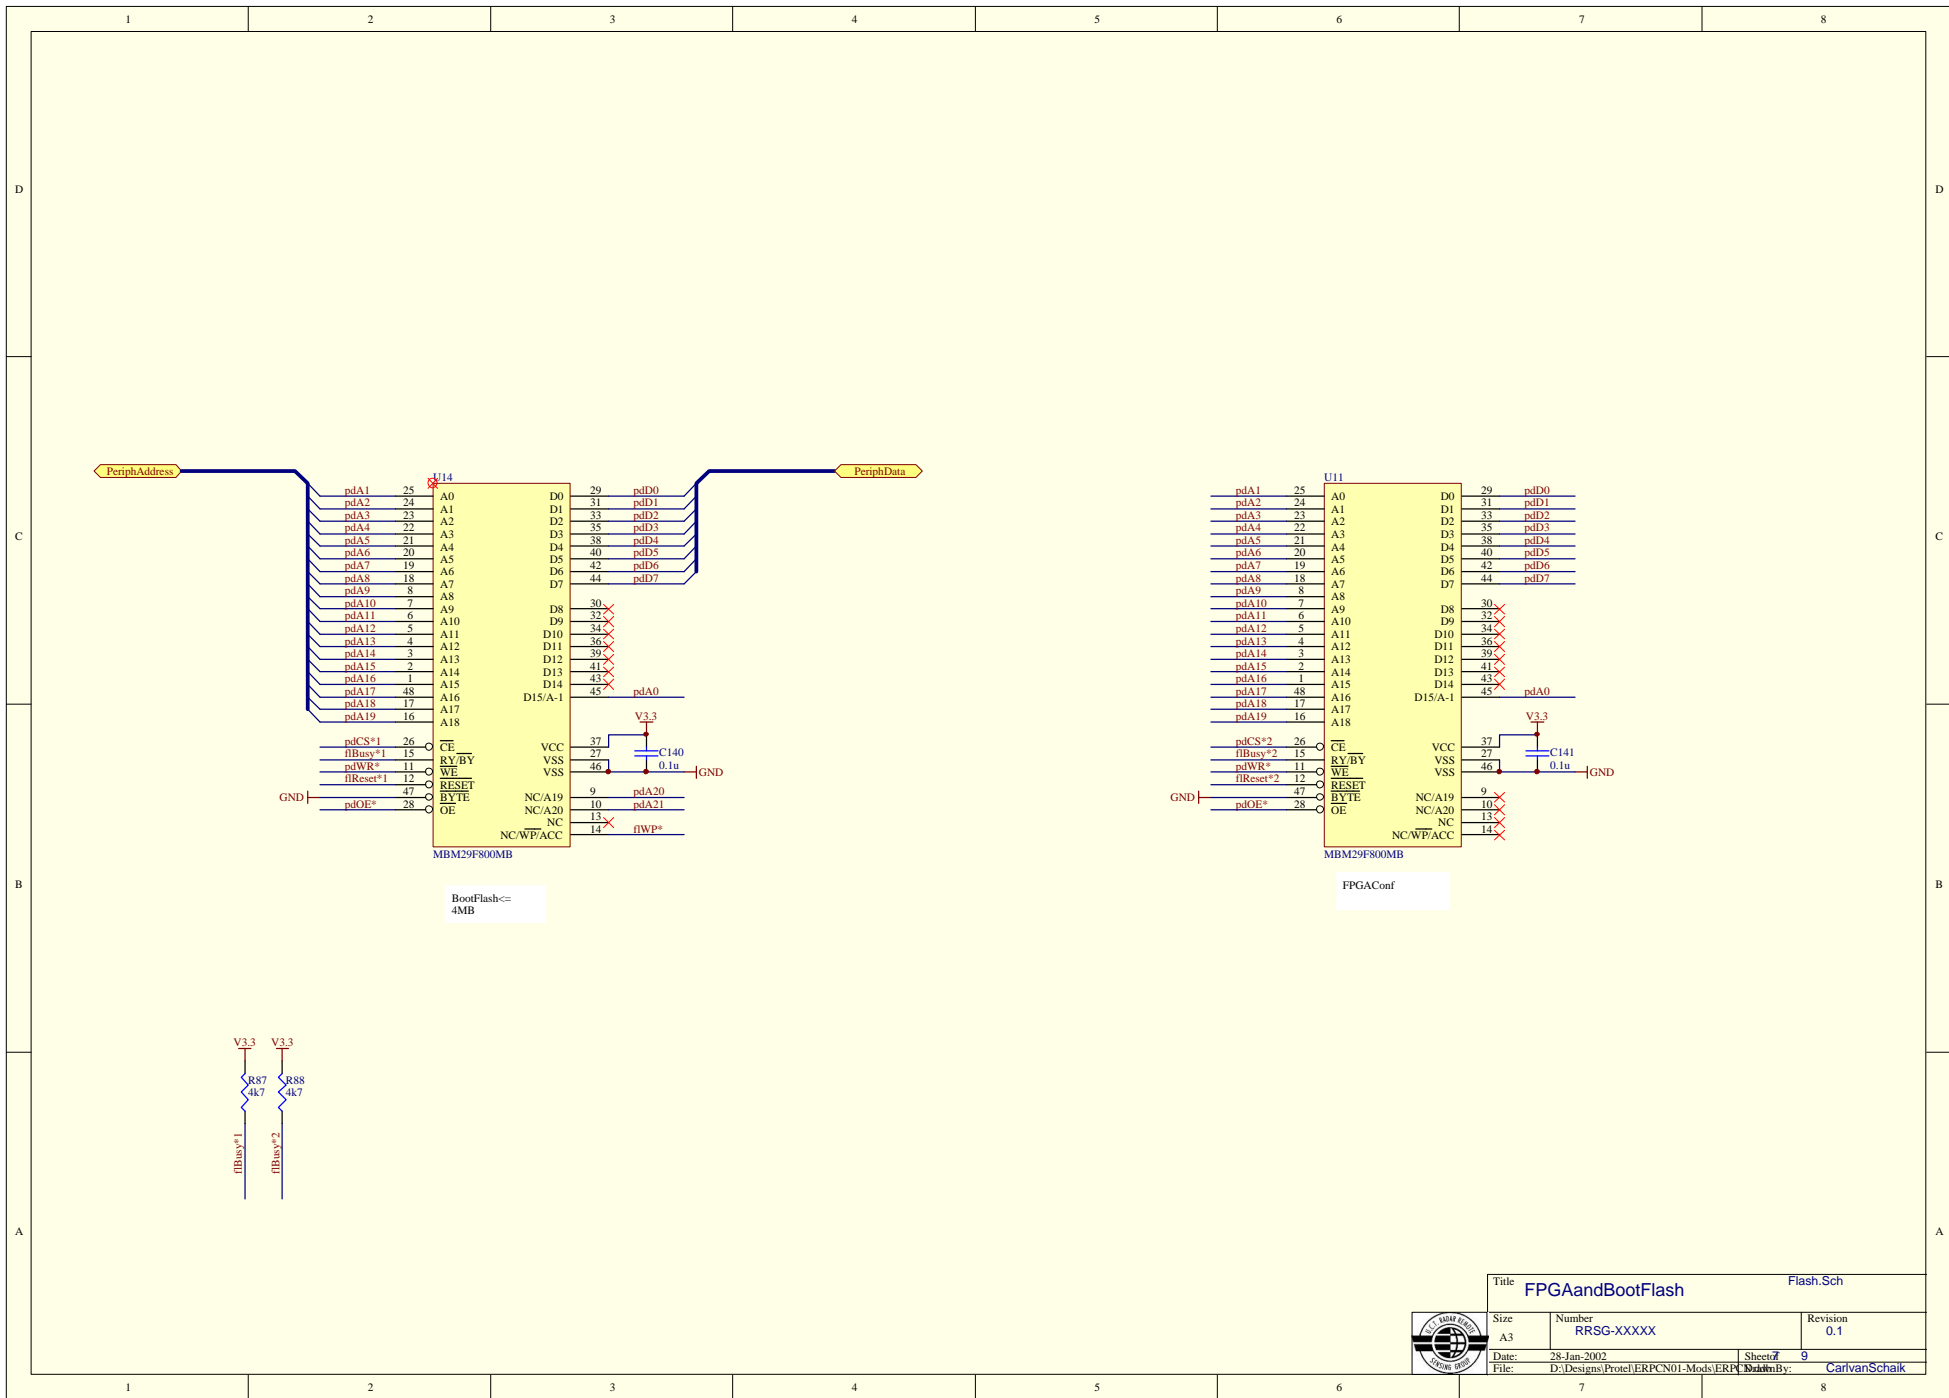 1 2 3 4 5 6 7 8
D D
C C
B B
A A
PeriphAddress
PeriphData
U14
pdA1 25 A0 D0 29 pdD0
pdA2 24 A1 D1 31 pdD1
pdA3 23 A2 D2 33 pdD2
pdA4 22 A3 D3 35 pdD3
pdA5 21 A4 D4 38 pdD4
pdA6 20 A5 D5 40 pdD5
pdA7 19 A6 D6 42 pdD6
pdA8 18 A7 D7 44 pdD7
pdA9 8 A8
pdA10 7 A9 D8 30
pdA11 6 A10 D9 32
pdA12 5 A11 D10 34
pdA13 4 A12 D11 36
pdA14 3 A13 D12 39
pdA15 2 A14 D13 41
pdA16 1 A15 D14 43
pdA17 48 A16 D15/A-1 45 pdA0
pdA18 17 A17
pdA19 16 A18
V3.3
pdCS*1 26 CE VCC 37
C140
flBusy*1 15 RY/BY VSS 27
0.1u
pdWR* 11 WE VSS 46 GND
flReset*1 12 RESET
GND 47 BYTE NC/A19 9 pdA20
pdOE* 28 OE NC/A20 10 pdA21
NC 13
NC/WP/ACC 14 flWP*
MBM29F800MB
BootFlash<=
4MB
U11
pdA1 25 A0 D0 29 pdD0
pdA2 24 A1 D1 31 pdD1
pdA3 23 A2 D2 33 pdD2
pdA4 22 A3 D3 35 pdD3
pdA5 21 A4 D4 38 pdD4
pdA6 20 A5 D5 40 pdD5
pdA7 19 A6 D6 42 pdD6
pdA8 18 A7 D7 44 pdD7
pdA9 8 A8
pdA10 7 A9 D8 30
pdA11 6 A10 D9 32
pdA12 5 A11 D10 34
pdA13 4 A12 D11 36
pdA14 3 A13 D12 39
pdA15 2 A14 D13 41
pdA16 1 A15 D14 43
pdA17 48 A16 D15/A-1 45 pdA0
pdA18 17 A17
pdA19 16 A18
V3.3
pdCS*2 26 CE VCC 37
C141
flBusy*2 15 RY/BY VSS 27
0.1u
pdWR* 11 WE VSS 46 GND
flReset*2 12 RESET
GND 47 BYTE NC/A19 9
pdOE* 28 OE NC/A20 10
NC 13
NC/WP/ACC 14
MBM29F800MB
FPGAConf
V3.3 V3.3
R87 R88
4k7 4k7
flBusy*1 flBusy*2
Title FPGAandBootFlash Flash.Sch
Size Number Revision
A3 RRSG-XXXXX 0.1
Date: 28-Jan-2002 Sheetof 7 9
File: D:\Designs\Protel\ERPCN01-Mods\ERPCN DrawnBy: CarlvanSchaik
U.C.T. RADAR REMOTE
SENSING GROUP
1 2 3 4 5 6 7 8